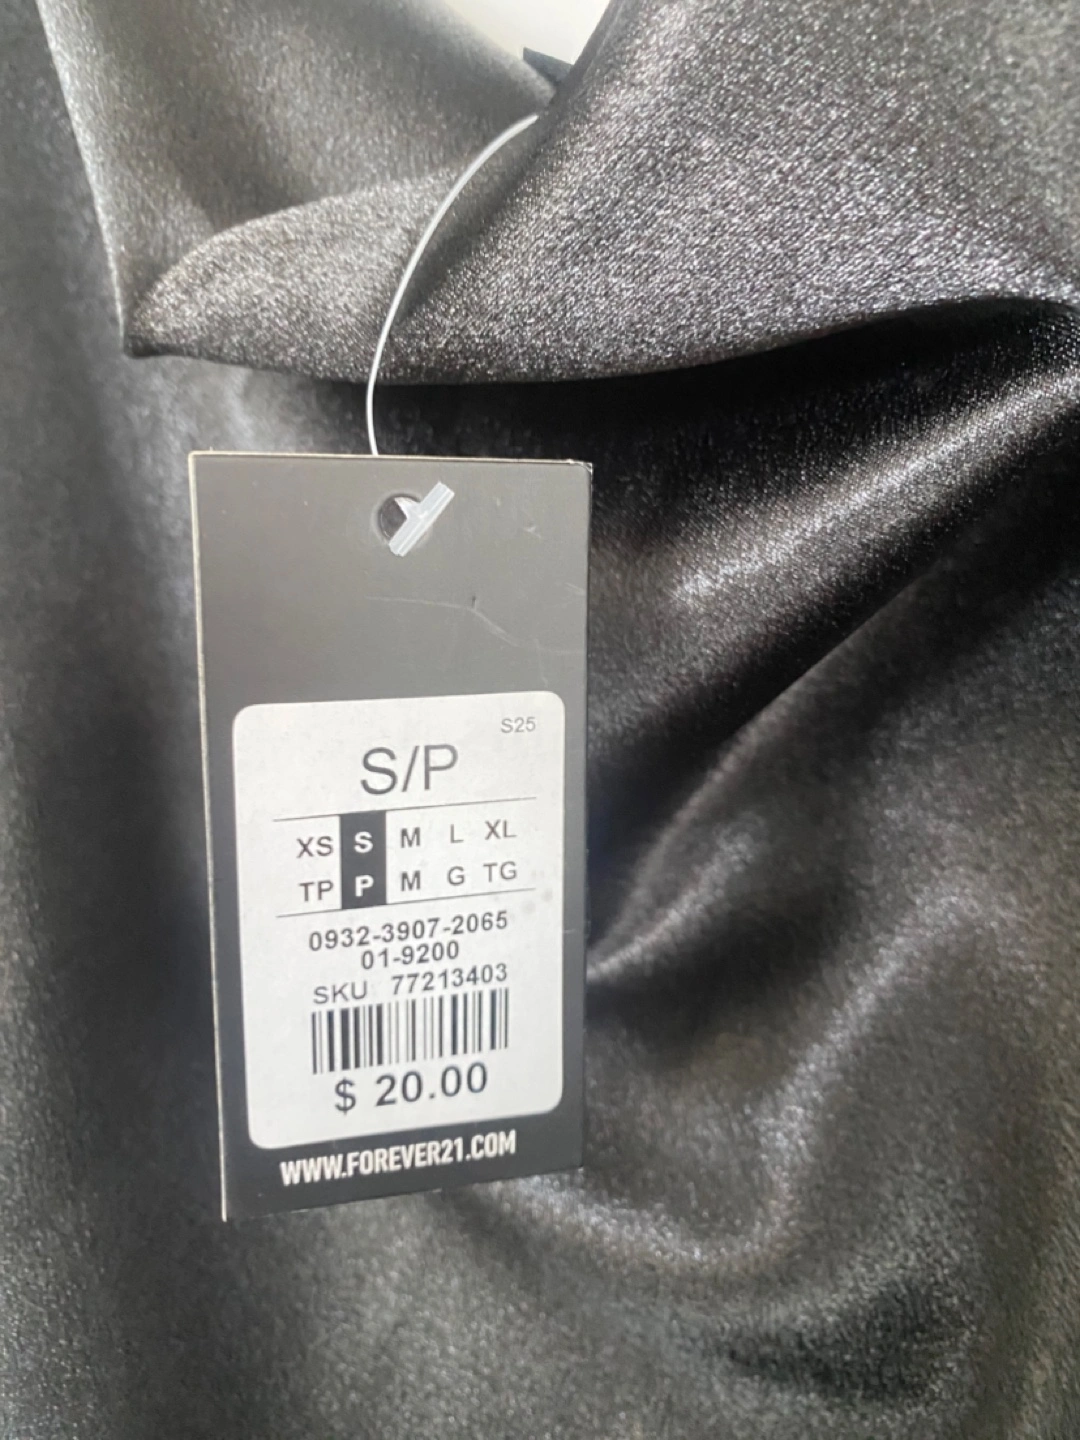 S25
S/P
XS S M L XL
TP P M G TG
0932-3907-2065
01-9200
SKU 77213403
$ 20.00
WWW.FOREVER21.COM